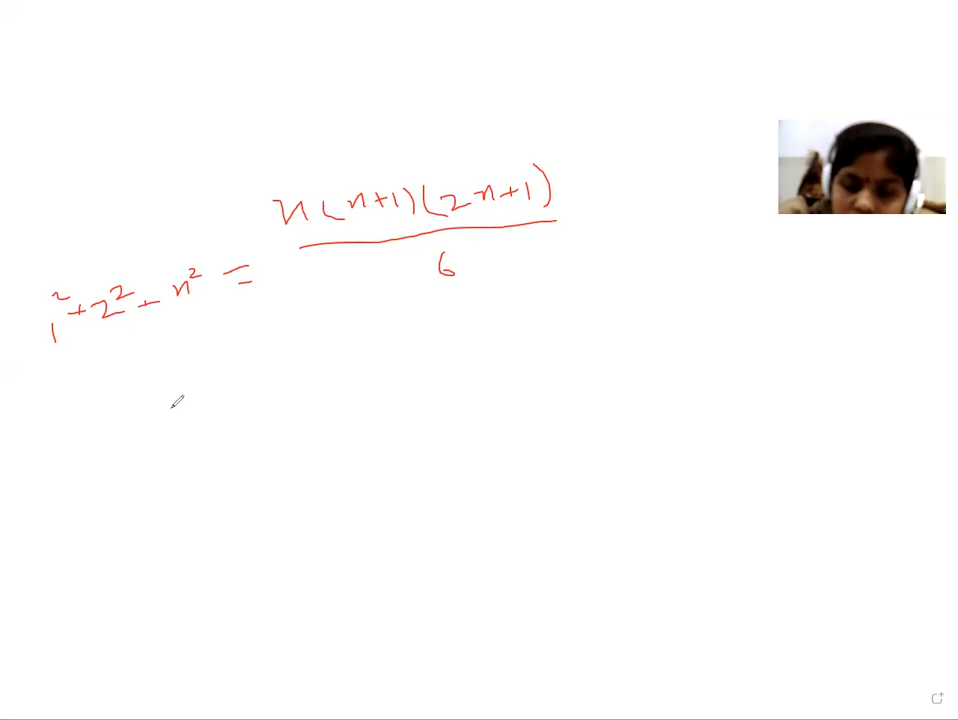 1² + 2² + n² = n(n+1)(2n+1)
6